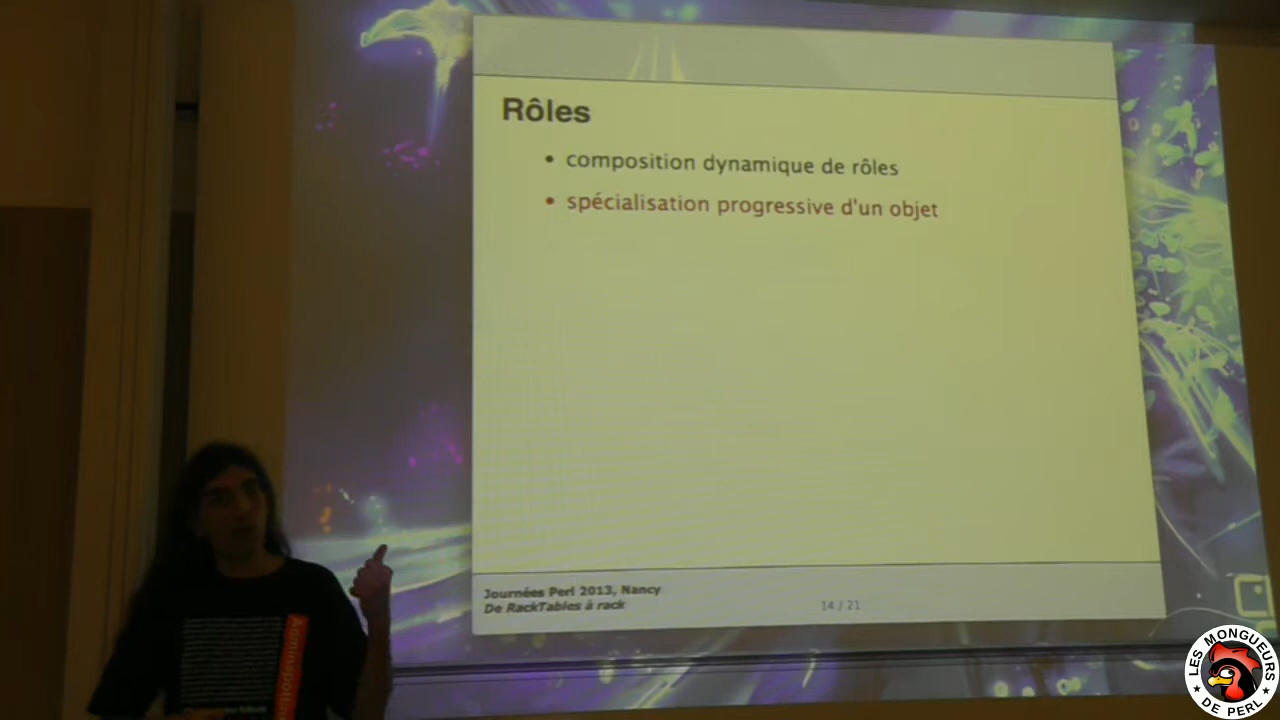 Rôles
• composition dynamique de rôles
• spécialisation progressive d'un objet
Journées Perl 2013, Nancy
De RackTables à rack
14 / 21
LES MONGUEURS
★ DE PERL ★